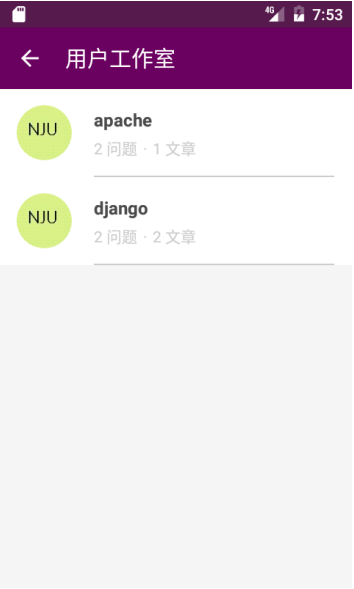 4G 7:53
用户工作室
NJU
apache
2 问题 · 1 文章
NJU
django
2 问题 · 2 文章